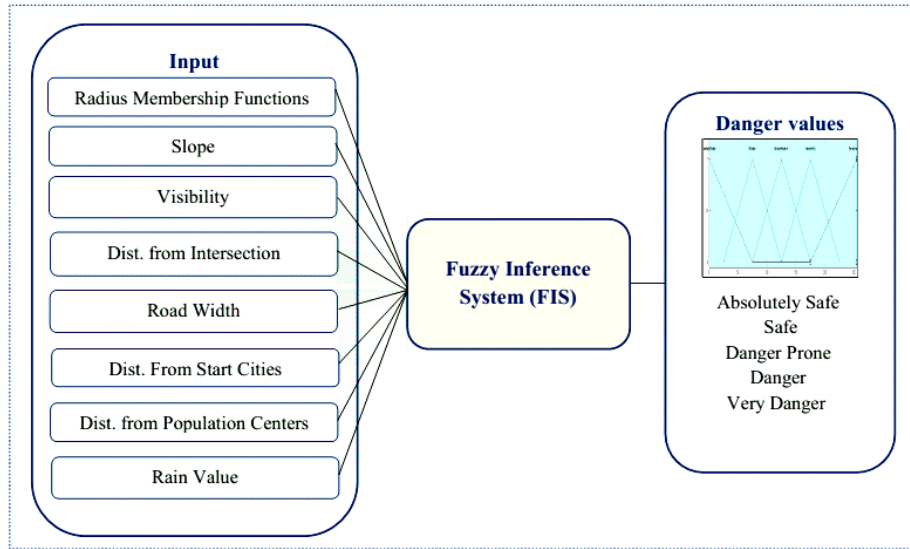 Input
Radius Membership Functions
Slope
Visibility
Dist. from Intersection
Road Width
Dist. From Start Cities
Dist. from Population Centers
Rain Value
Fuzzy Inference
System (FIS)
Danger values
Absolutely Safe
Safe
Danger Prone
Danger
Very Danger